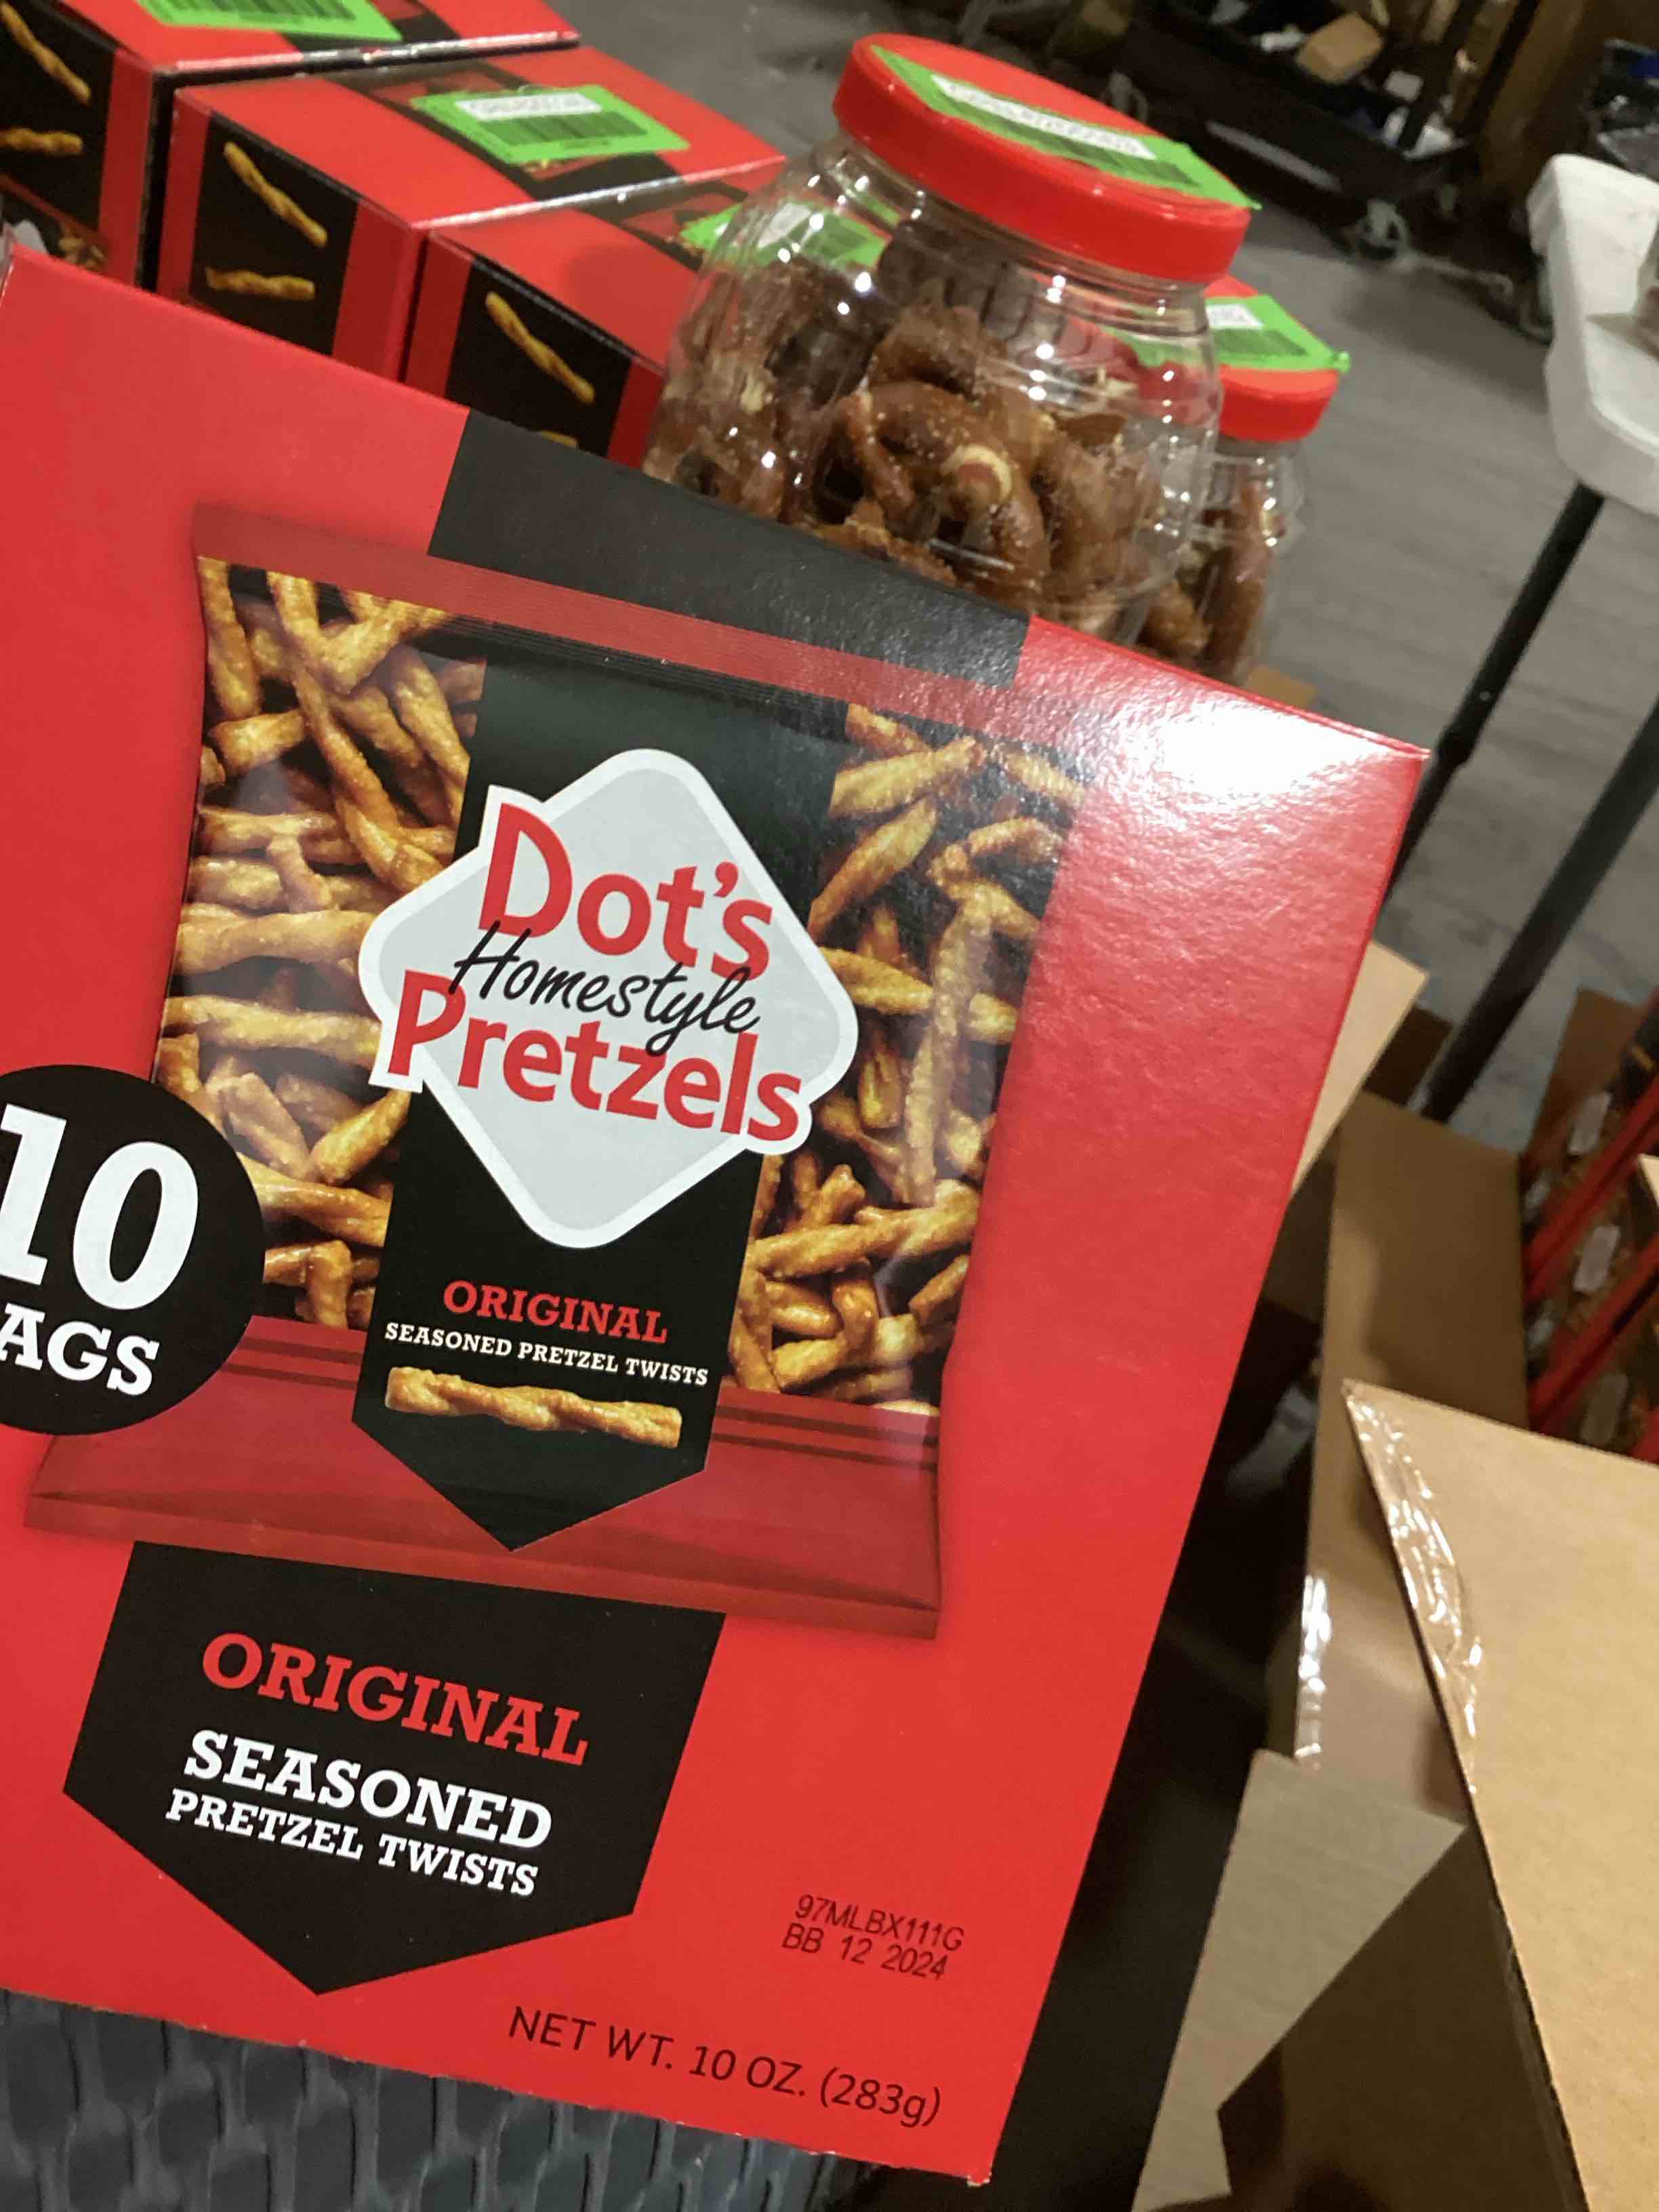 Dot's
Homestyle
Pretzels
ORIGINAL
SEASONED PRETZEL TWISTS
10
AGS
ORIGINAL
SEASONED
PRETZEL TWISTS
97MLBX111G
BB 12 2024
NET WT. 10 OZ. (283g)